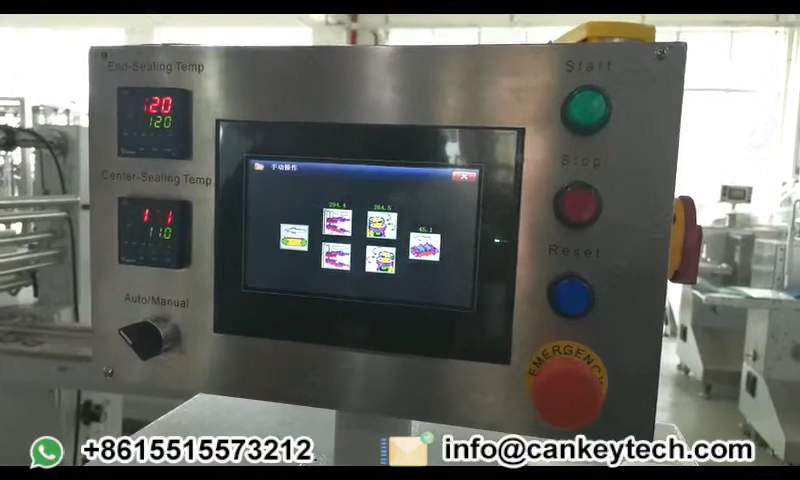 End-Sealing Temp
120
120
Center-Sealing Temp
110
Auto/Manual
手动操作
294.4
264.5
45.1
Start
Stop
Reset
EMERGENCY
+8615515573212
info@cankeytech.com